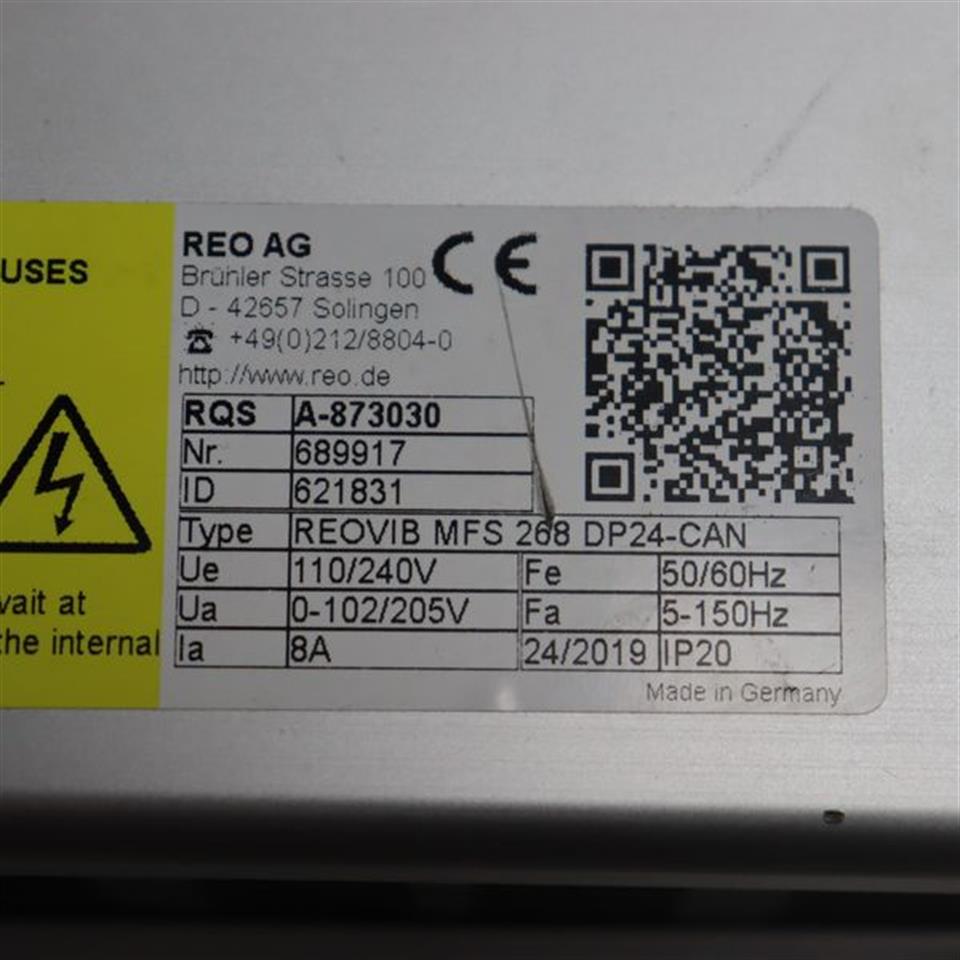 USES
vait at
the internal
REO AG
Brühler Strasse 100
D - 42657 Solingen
☎ +49(0)212/8804-0
http://www.reo.de
CE
RQS A-873030
Nr. 689917
ID 621831
Type REOVIB MFS 268 DP24-CAN
Ue 110/240V Fe 50/60Hz
Ua 0-102/205V Fa 5-150Hz
Ia 8A 24/2019 IP20
Made in Germany